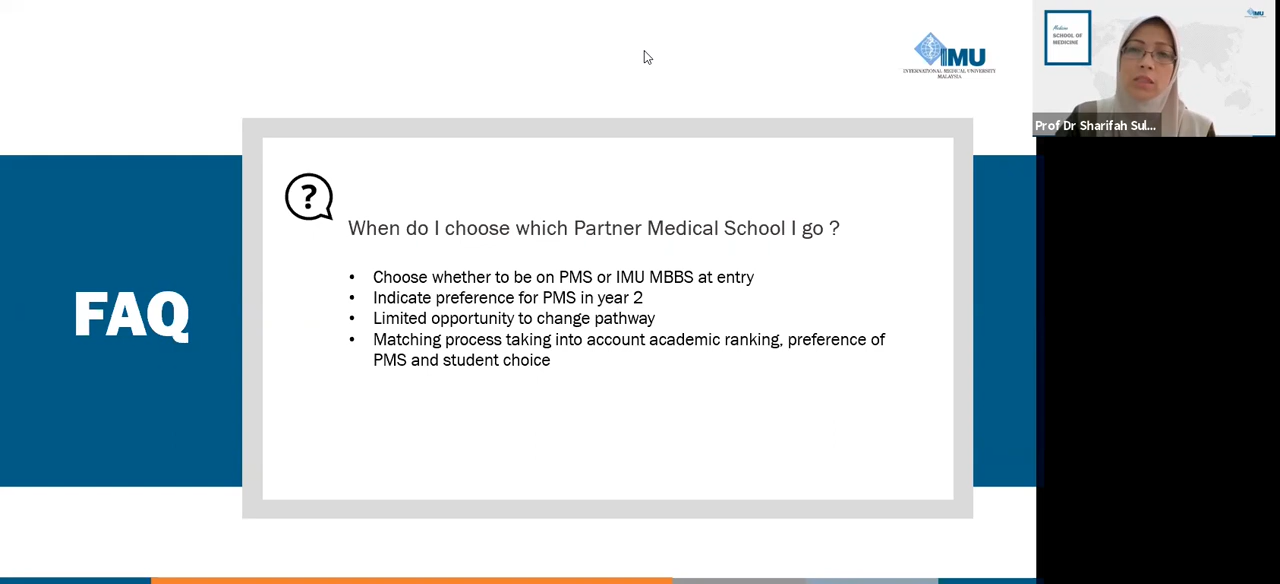 IMU
INTERNATIONAL MEDICAL UNIVERSITY
MALAYSIA
Medicine
SCHOOL OF
MEDICINE
IMU
Prof Dr Sharifah Sul...
?
When do I choose which Partner Medical School I go ?
FAQ
• Choose whether to be on PMS or IMU MBBS at entry
• Indicate preference for PMS in year 2
• Limited opportunity to change pathway
• Matching process taking into account academic ranking, preference of
PMS and student choice